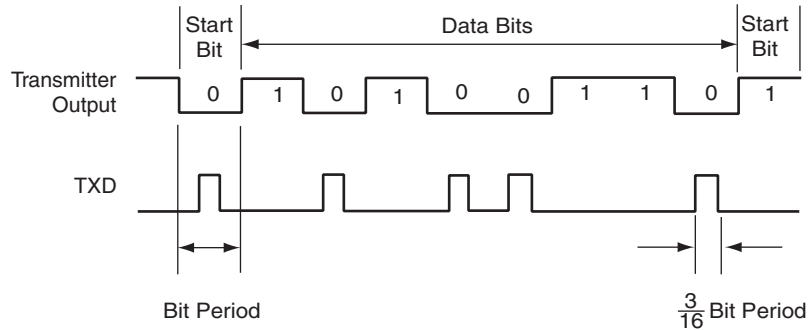 Start
Bit
Data Bits
Start
Bit
Transmitter
Output
0 1 0 1 0 0 1 1 0 1
TXD
Bit Period
3/16 Bit Period